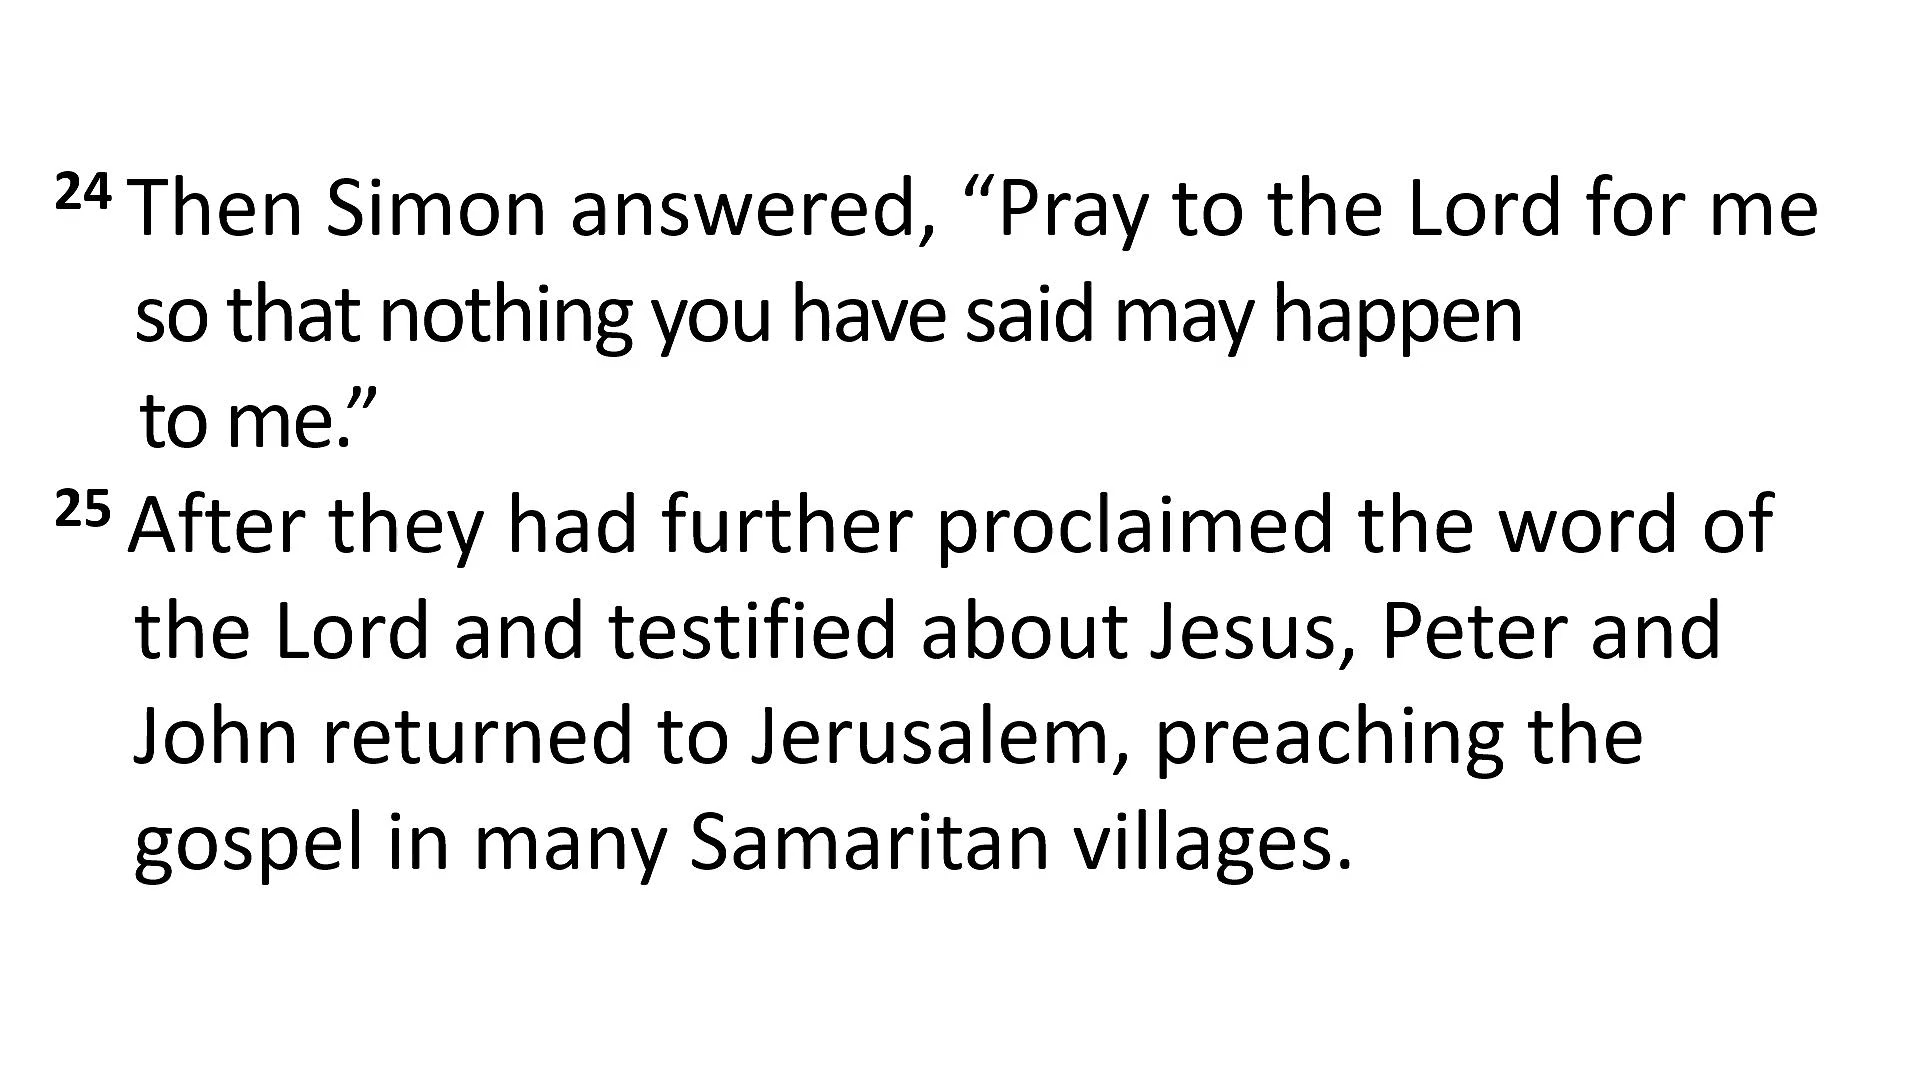 24 Then Simon answered, “Pray to the Lord for me
so that nothing you have said may happen
to me.”
25 After they had further proclaimed the word of
the Lord and testified about Jesus, Peter and
John returned to Jerusalem, preaching the
gospel in many Samaritan villages.